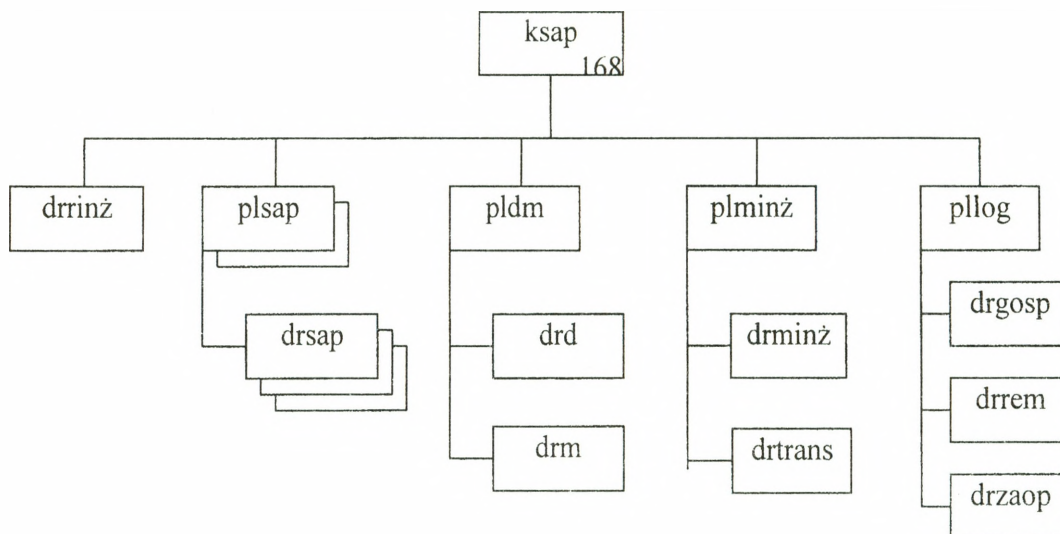 ksap
168
drrinż
plsap
pldm
plminż
pllog
drsap
drd
drminż
drgosp
drm
drtrans
drrem
drzaop